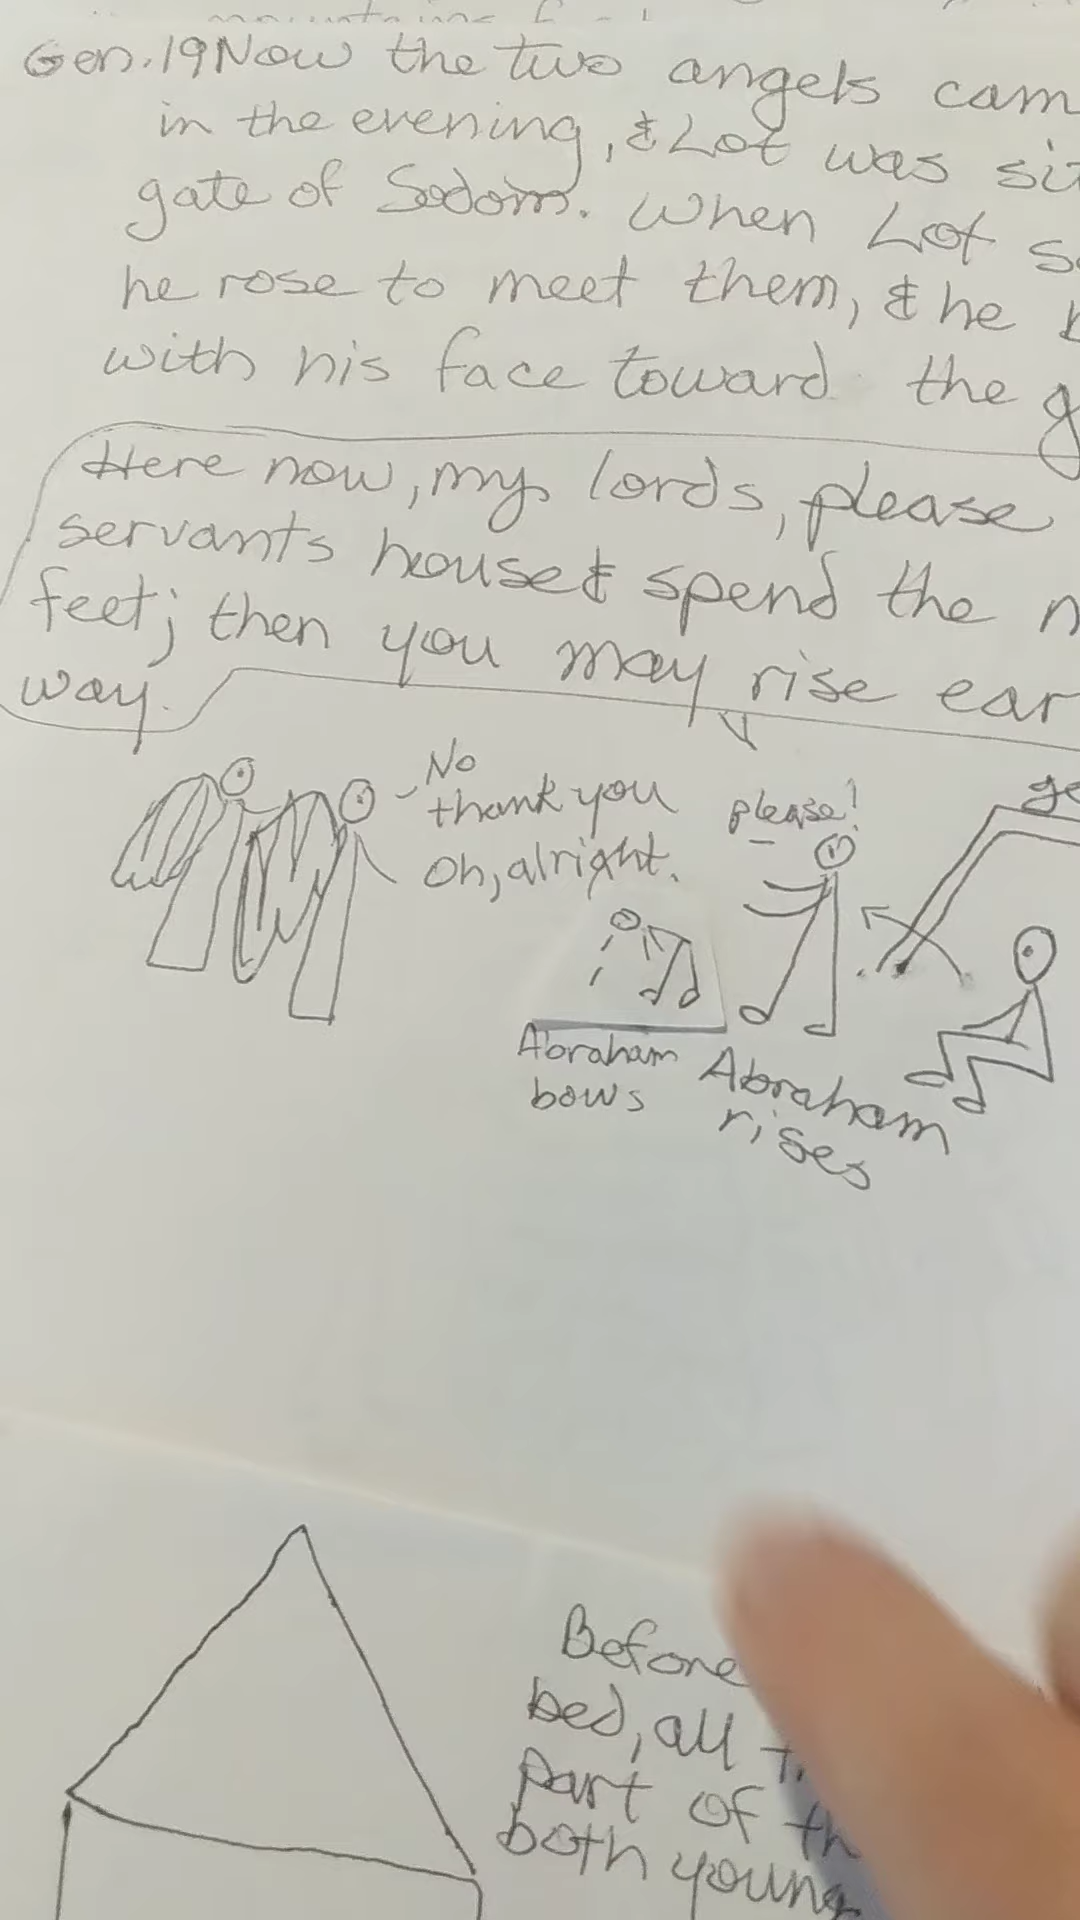 Gen. 19 Now the two angels cam
in the evening, & Lot was sit
gate of Sodom. When Lot s
he rose to meet them, & he b
with his face toward the g
Here now, my lords, please
servants house & spend the n
feet; then you may rise ear
way.
No
thank you
Oh, alright.
please!
ga
Abraham
bows
Abraham
rises
Before
bed, all
part of th
both young